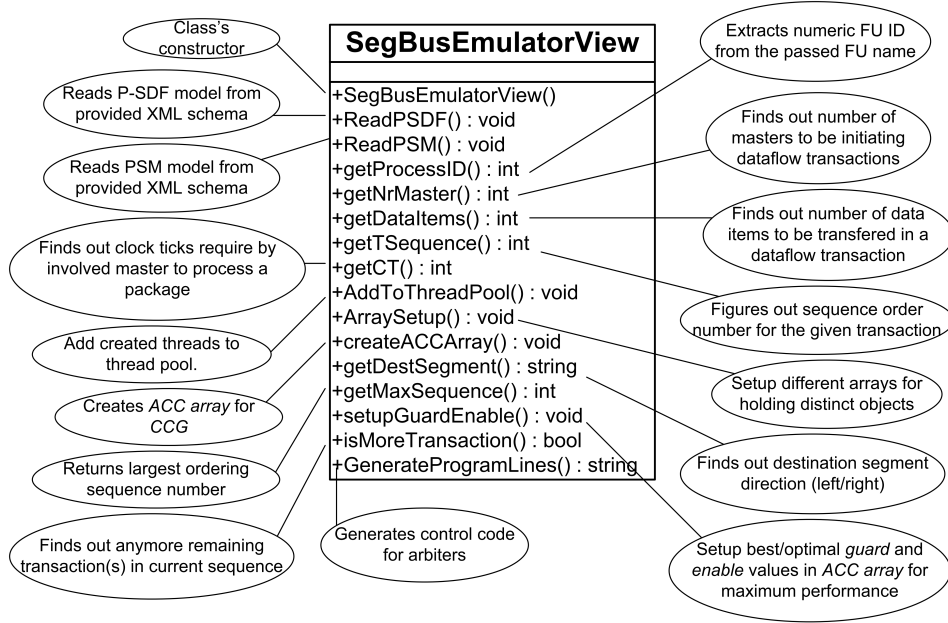 Class's
constructor
Reads P-SDF model from
provided XML schema
Reads PSM model from
provided XML schema
Finds out clock ticks require by
involved master to process a
package
Add created threads to
thread pool.
Creates ACC array for
CCG
Returns largest ordering
sequence number
Finds out anymore remaining
transaction(s) in current sequence
SegBusEmulatorView
+SegBusEmulatorView()
+ReadPSDF() : void
+ReadPSM() : void
+getProcessID() : int
+getNrMaster() : int
+getDataItems() : int
+getTSequence() : int
+getCT() : int
+AddToThreadPool() : void
+ArraySetup() : void
+createACCArray() : void
+getDestSegment() : string
+getMaxSequence() : int
+setupGuardEnable() : void
+isMoreTransaction() : bool
+GenerateProgramLines() : string
Generates control code
for arbiters
Extracts numeric FU ID
from the passed FU name
Finds out number of
masters to be initiating
dataflow transactions
Finds out number of data
items to be transfered in a
dataflow transaction
Figures out sequence order
number for the given transaction
Setup different arrays for
holding distinct objects
Finds out destination segment
direction (left/right)
Setup best/optimal guard and
enable values in ACC array for
maximum performance